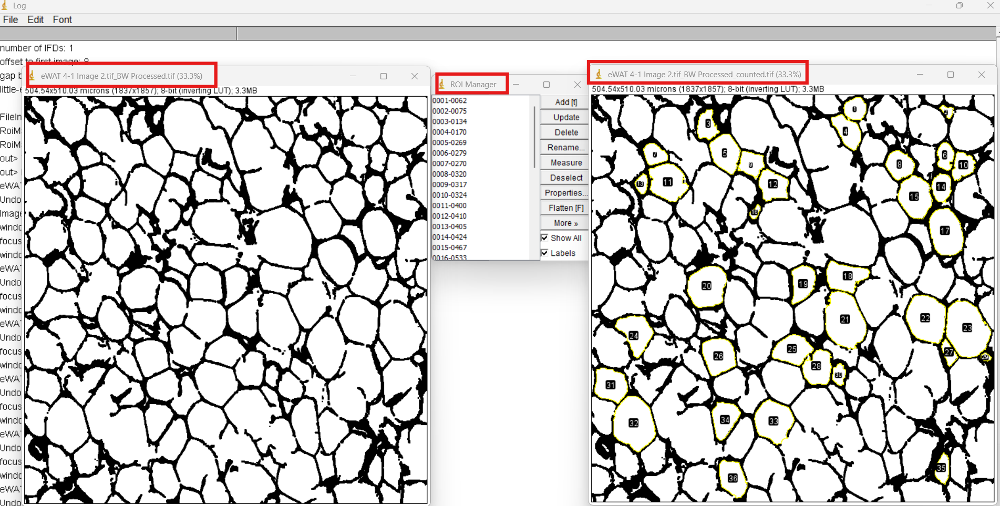 Log
File Edit Font
number of IFDs: 1
offset to first image: 8
gap b
little-e
FileIn
RoiM
RoiM
out>
out>
eWAT
Undo
Image
windo
focus
windo
eWAT
Undo
focus
windo
eWAT
Undo
focus
windo
eWAT
Undo
focus
windo
eWAT
Undo
focus
windo
eWAT
Undo
eWAT 4-1 Image 2.tif_BW Processed.tif (33.3%)
504.54x510.03 microns (1837x1857); 8-bit (inverting LUT); 3.3MB
ROI Manager
0001-0062
0002-0075
0003-0134
0004-0170
0005-0269
0006-0279
0007-0270
0008-0320
0009-0317
0010-0324
0011-0400
0012-0410
0013-0405
0014-0424
0015-0467
0016-0533
Add [t]
Update
Delete
Rename...
Measure
Deselect
Properties...
Flatten [F]
More »
Show All
Labels
eWAT 4-1 Image 2.tif_BW Processed_counted.tif (33.3%)
504.54x510.03 microns (1837x1857); 8-bit (inverting LUT); 3.3MB
1
2
3
4
5
6
7
8
9
10
11
12
13
14
15
16
17
18
19
20
21
22
23
24
25
26
27
28
29
30
31
32
33
34
35
36